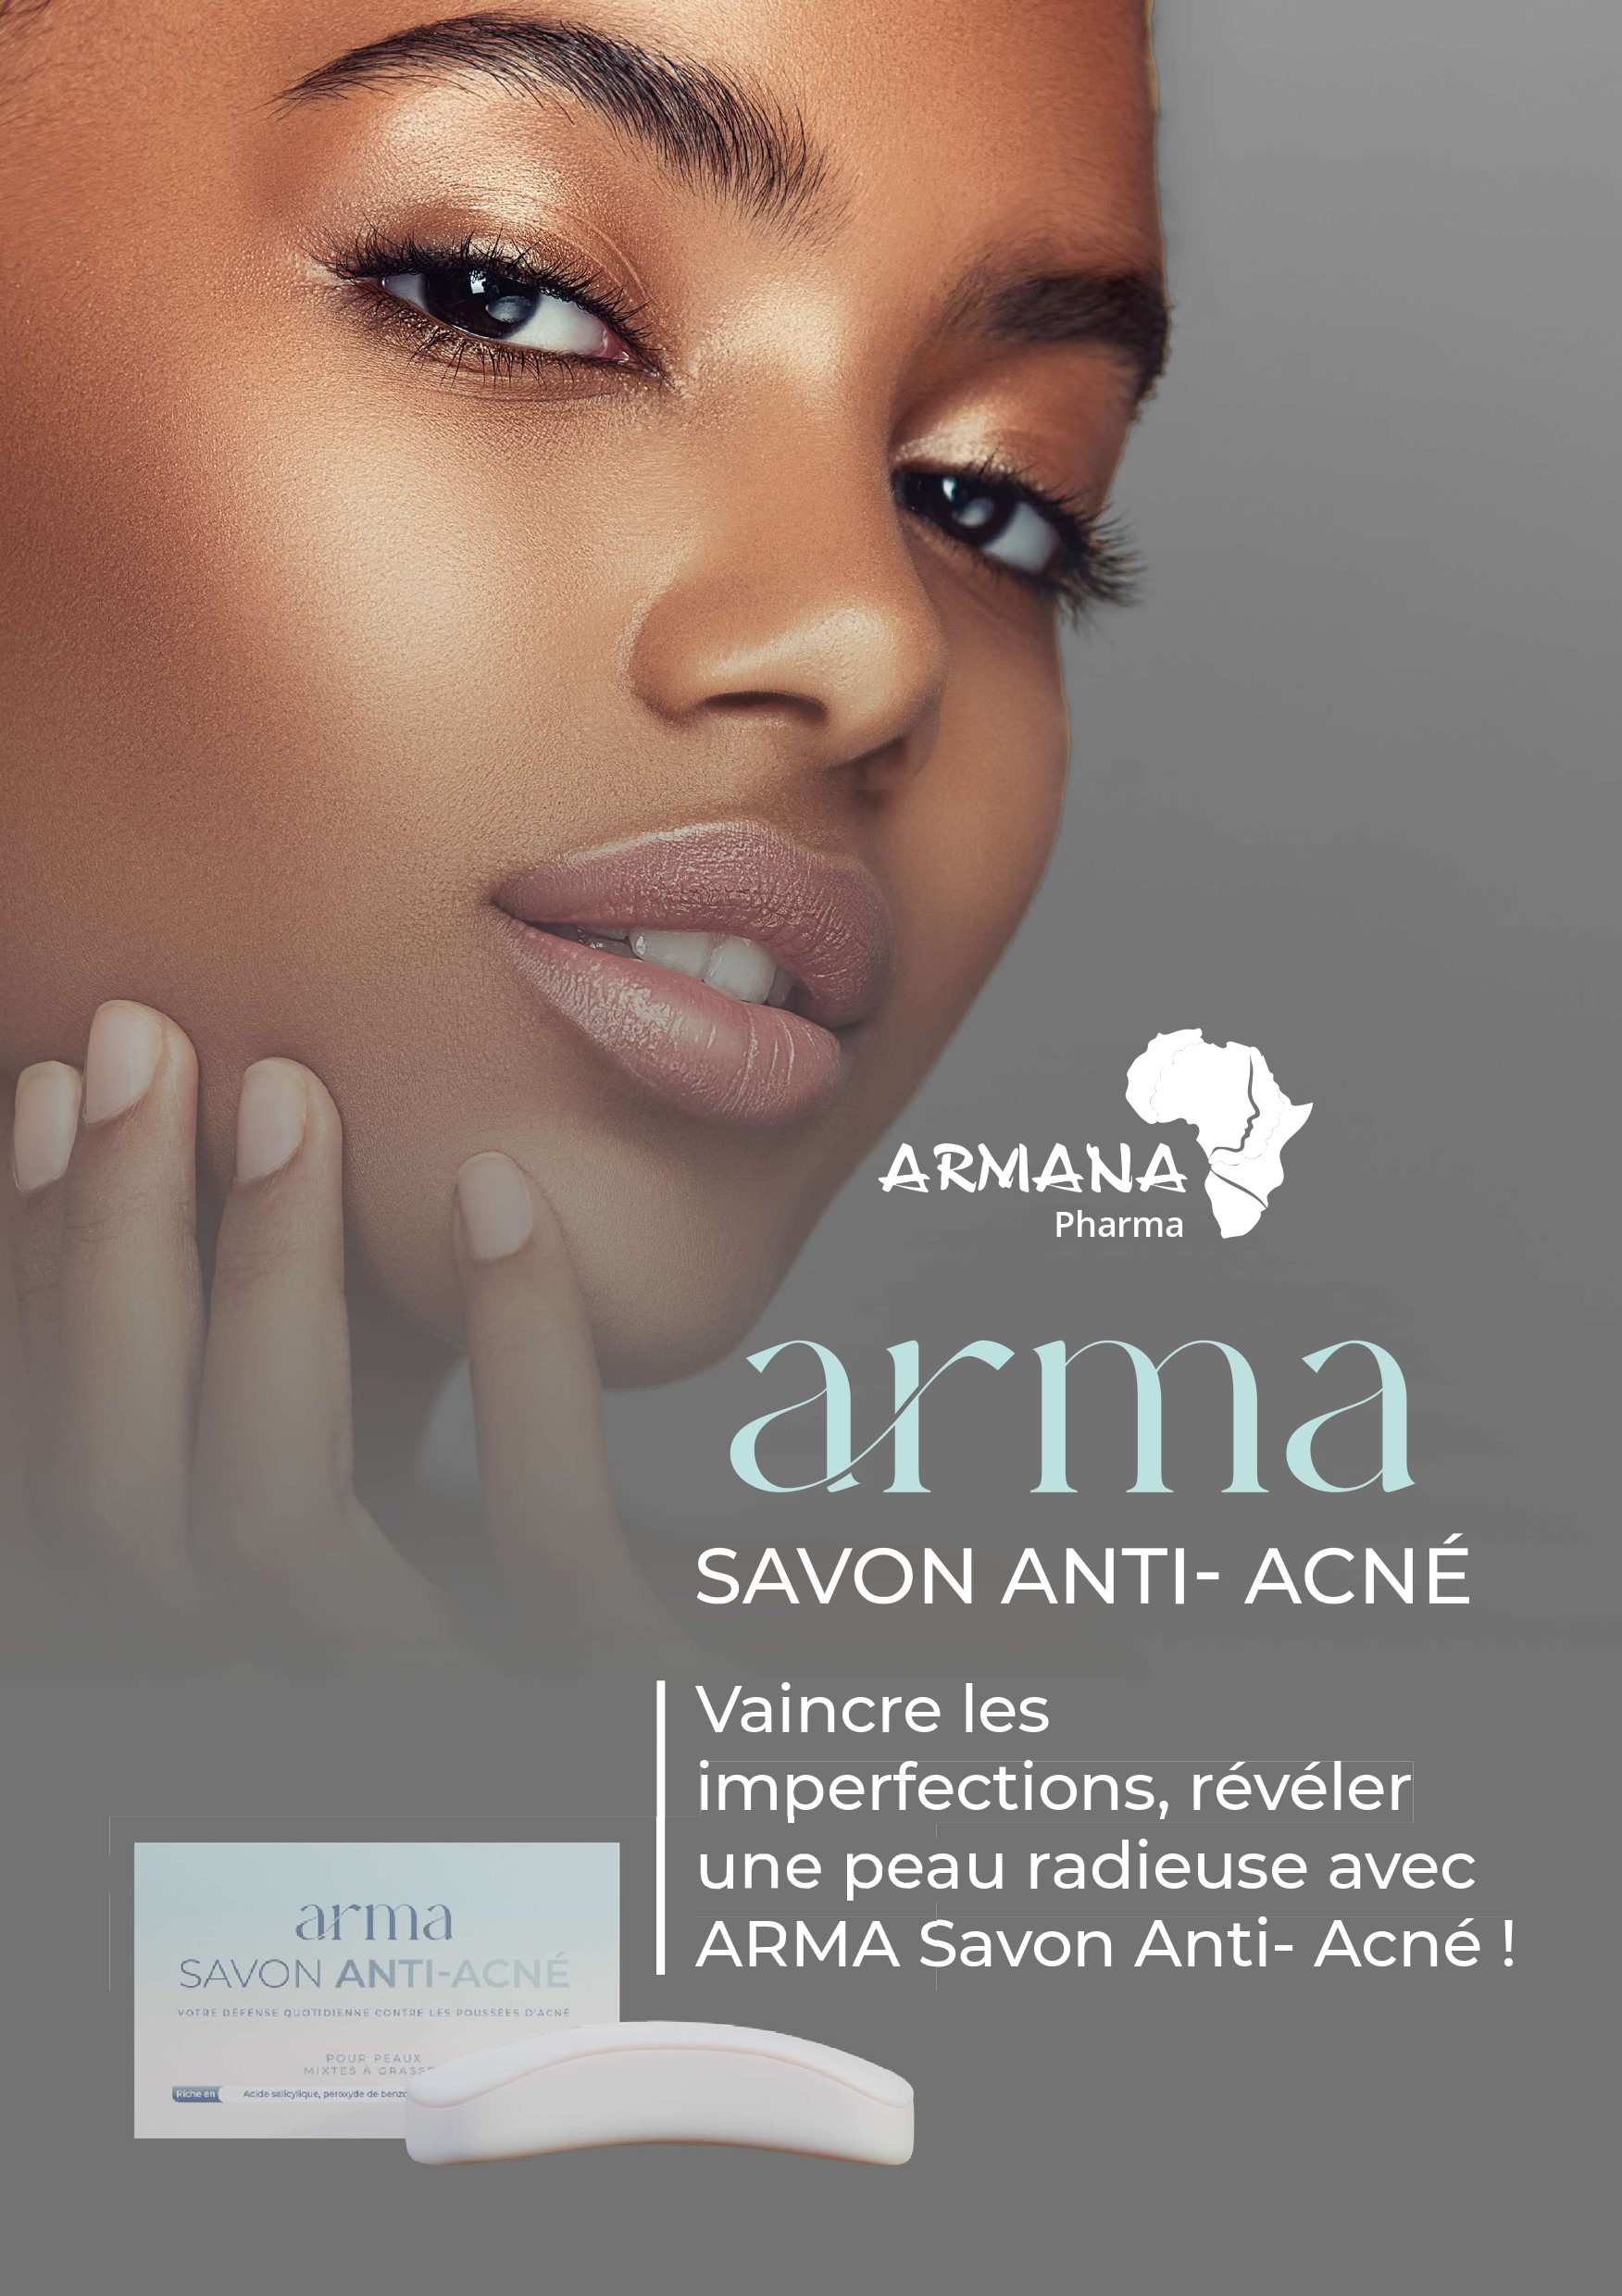 ARMANA
Pharma
arma
SAVON ANTI- ACNÉ
Vaincre les
imperfections, révéler
une peau radieuse avec
ARMA Savon Anti- Acné !
arma
SAVON ANTI-ACNÉ
VOTRE DÉFENSE QUOTIDIENNE CONTRE LES POUSSÉES D'ACNÉ
POUR PEAUX
MIXTES À
Riche en Acide salicylique, peroxyde de